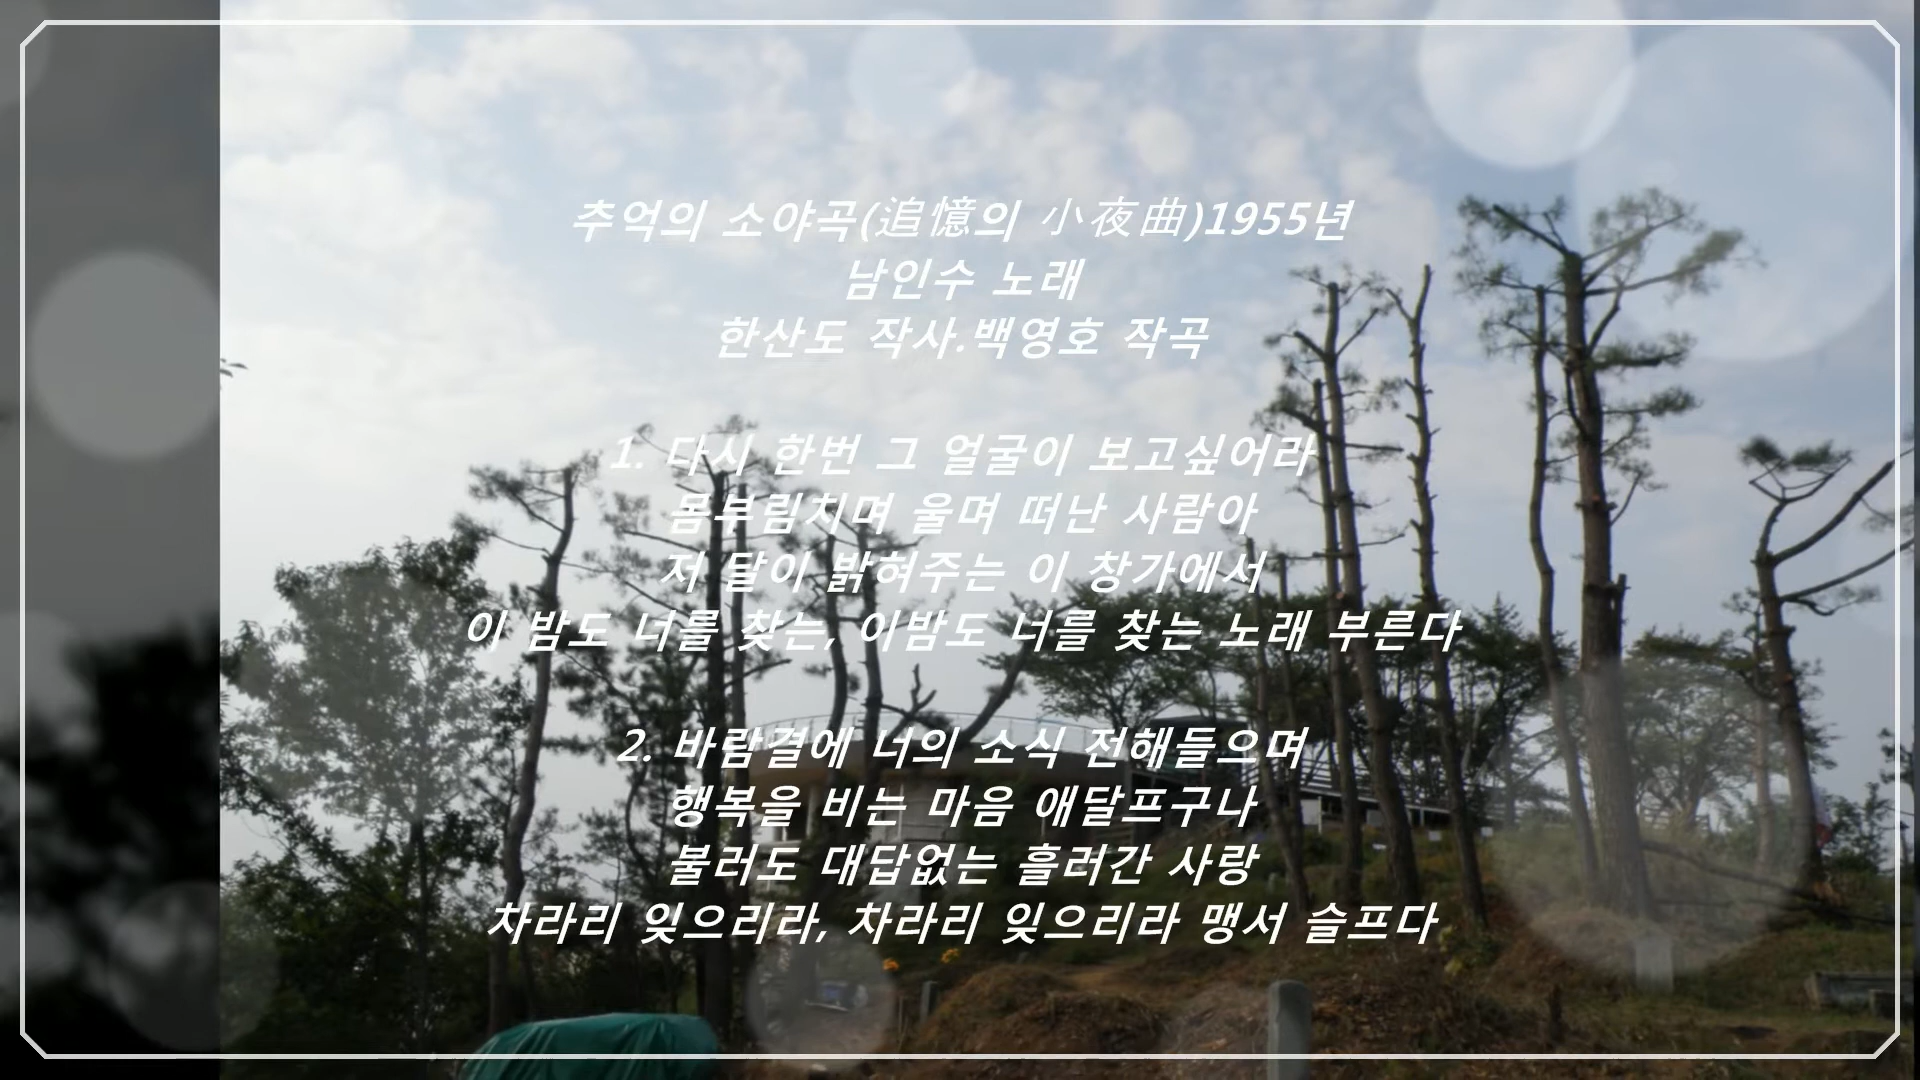 추억의 소야곡(追憶의 小夜曲)1955년
남인수 노래
한산도 작사.백영호 작곡
1. 다시 한번 그 얼굴이 보고싶어라
몸부림치며 울며 떠난 사람아
저 달이 밝혀주는 이 창가에서
이 밤도 너를 찾는, 이밤도 너를 찾는 노래 부른다
2. 바람결에 너의 소식 전해들으며
행복을 비는 마음 애달프구나
불러도 대답없는 흘러간 사랑
차라리 잊으리라, 차라리 잊으리라 맹서 슬프다